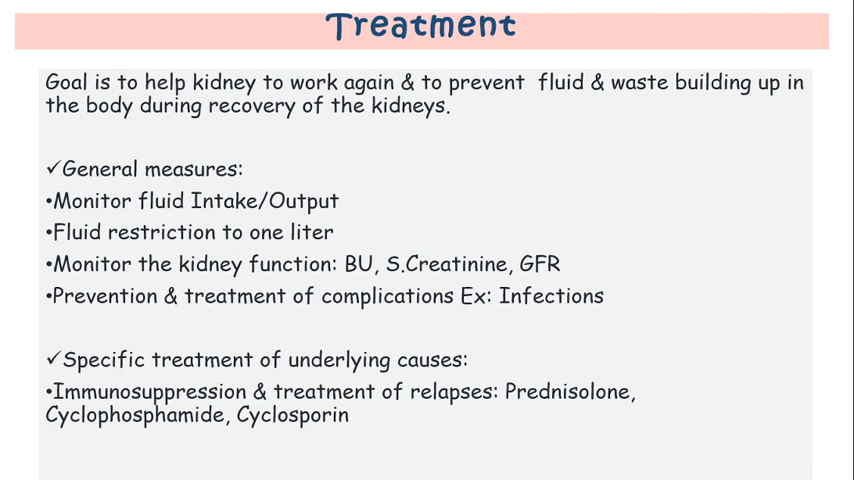 Treatment
Goal is to help kidney to work again & to prevent  fluid & waste building up in
the body during recovery of the kidneys.
✓General measures:
•Monitor fluid Intake/Output
•Fluid restriction to one liter
•Monitor the kidney function: BU, S.Creatinine, GFR
•Prevention & treatment of complications Ex: Infections
✓Specific treatment of underlying causes:
•Immunosuppression & treatment of relapses: Prednisolone,
Cyclophosphamide, Cyclosporin